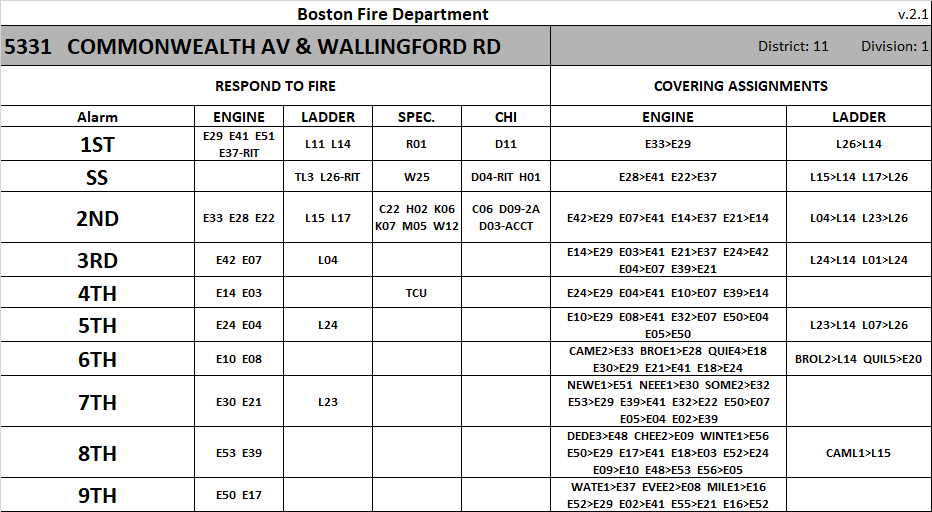 Boston Fire Department v.2.1
5331 COMMONWEALTH AV & WALLINGFORD RD District: 11 Division: 1
RESPOND TO FIRE COVERING ASSIGNMENTS
Alarm ENGINE LADDER SPEC. CHI ENGINE LADDER
1ST E29 E41 E51 L11 L14 R01 D11 E33>E29 L26>L14
E37-RIT
SS TL3 L26-RIT W25 D04-RIT H01 E28>E41 E22>E37 L15>L14 L17>L26
2ND E33 E28 E22 L15 L17 C22 H02 K06 C06 D09-2A E42>E29 E07>E41 E14>E37 E21>E14 L04>L14 L23>L26
K07 M05 W12 D03-ACCT
3RD E42 E07 L04 E14>E29 E03>E41 E21>E37 E24>E42 L24>L14 L01>L24
E04>E07 E39>E21
4TH E14 E03 TCU E24>E29 E04>E41 E10>E07 E39>E14
5TH E24 E04 L24 E10>E29 E08>E41 E32>E07 E50>E04 L23>L14 L07>L26
E05>E50
6TH E10 E08 CAME2>E33 BROE1>E28 QUIE4>E18 BROL2>L14 QUIL5>E20
E30>E29 E21>E41 E18>E24
7TH E30 E21 L23 NEWE1>E51 NEEE1>E30 SOME2>E32
E53>E29 E39>E41 E32>E22 E50>E07
E05>E04 E02>E39
8TH E53 E39 DEDE3>E48 CHEE2>E09 WINTE1>E56 CAML1>L15
E50>E29 E17>E41 E18>E03 E52>E24
E09>E10 E48>E53 E56>E05
9TH E50 E17 WATE1>E37 EVEE2>E08 MILE1>E16
E52>E29 E02>E41 E55>E21 E16>E52